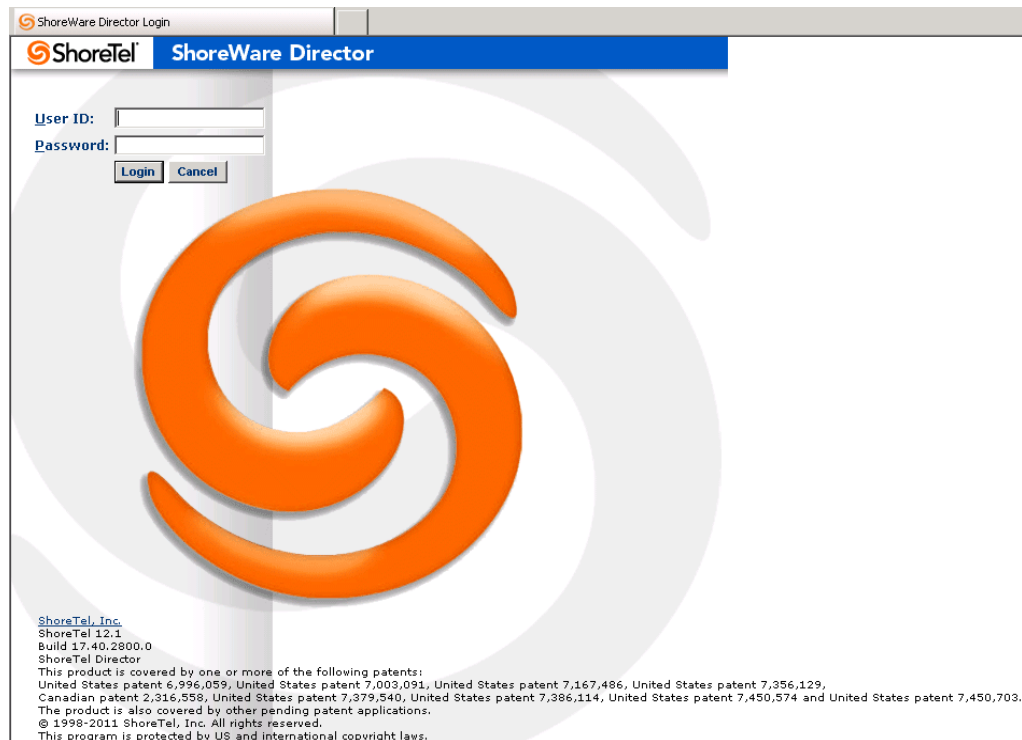 ShoreWare Director Login
ShoreTel ShoreWare Director
User ID:
Password:
Login Cancel
ShoreTel, Inc.
ShoreTel 12.1
Build 17.40.2800.0
ShoreTel Director
This product is covered by one or more of the following patents:
United States patent 6,996,059, United States patent 7,003,091, United States patent 7,167,486, United States patent 7,356,129,
Canadian patent 2,316,558, United States patent 7,379,540, United States patent 7,386,114, United States patent 7,450,574 and United States patent 7,450,703.
The product is also covered by other pending patent applications.
© 1998-2011 ShoreTel, Inc. All rights reserved.
This program is protected by US and international copyright laws.